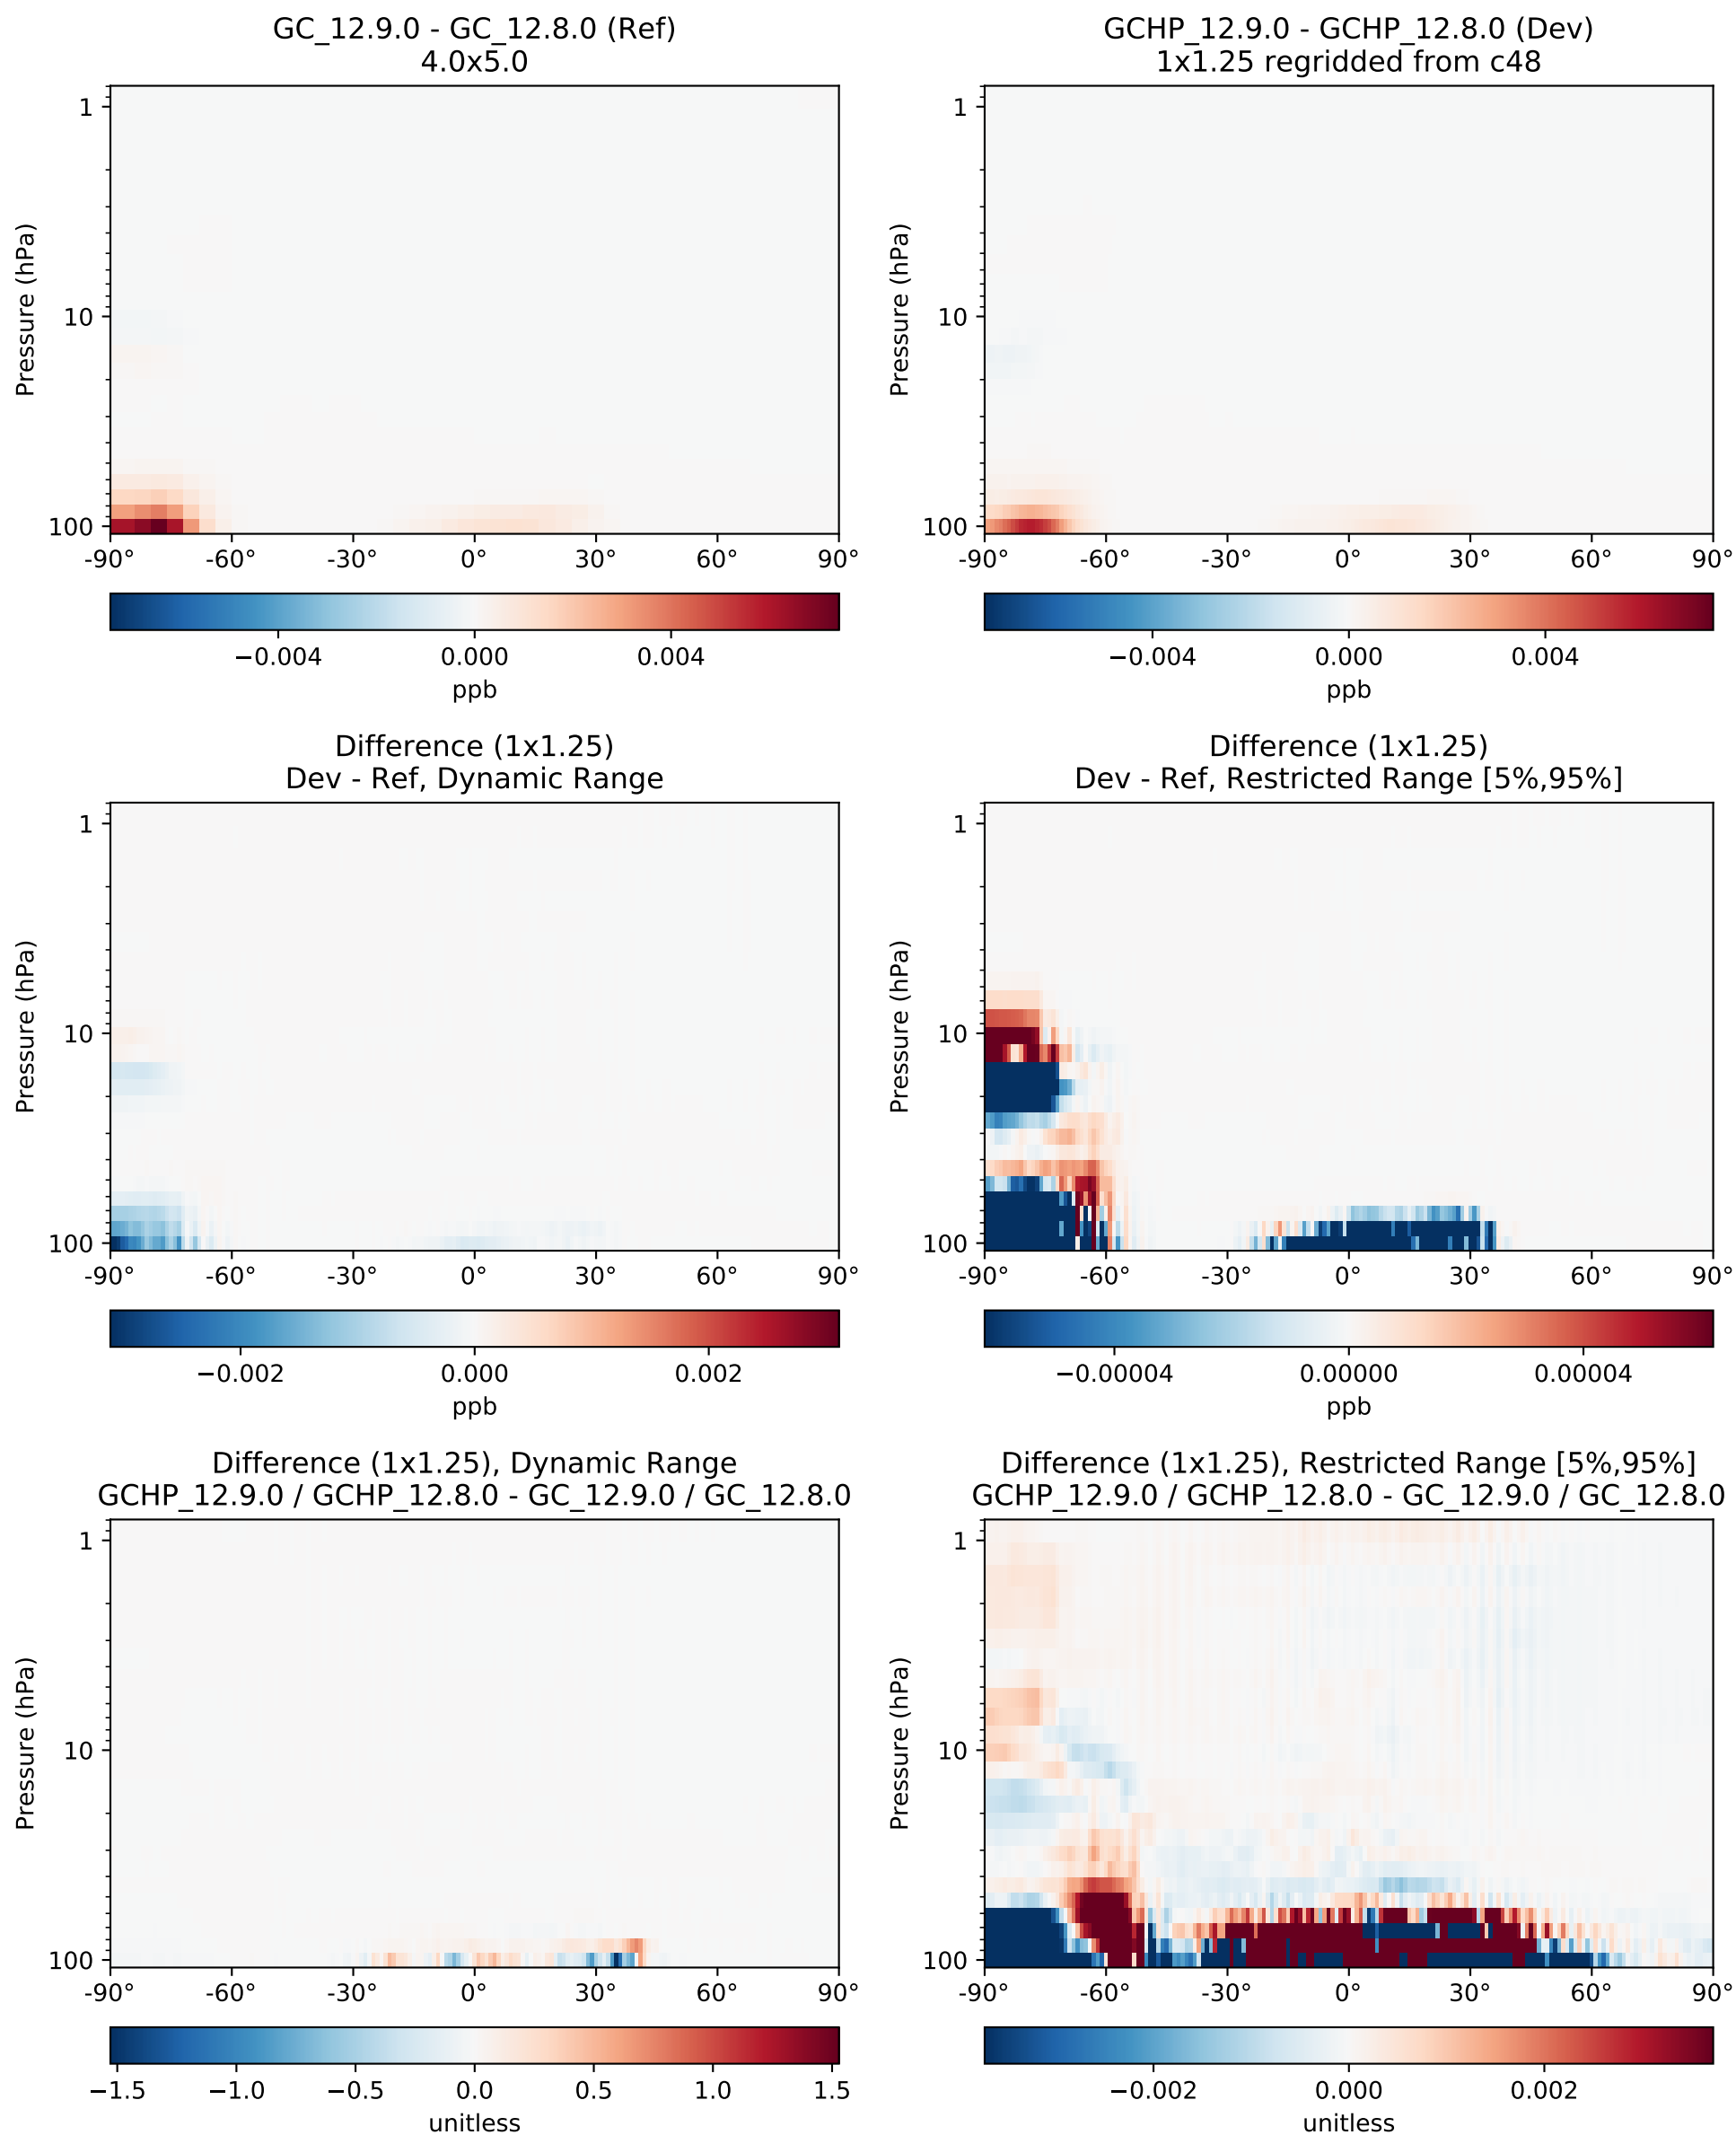 GC_12.9.0 - GC_12.8.0 (Ref)
4.0x5.0
Pressure (hPa)
1
10
100
-90° -60° -30° 0° 30° 60° 90°
−0.004 0.000 0.004
ppb
GCHP_12.9.0 - GCHP_12.8.0 (Dev)
1x1.25 regridded from c48
Pressure (hPa)
1
10
100
-90° -60° -30° 0° 30° 60° 90°
−0.004 0.000 0.004
ppb
Difference (1x1.25)
Dev - Ref, Dynamic Range
Pressure (hPa)
1
10
100
-90° -60° -30° 0° 30° 60° 90°
−0.002 0.000 0.002
ppb
Difference (1x1.25)
Dev - Ref, Restricted Range [5%,95%]
Pressure (hPa)
1
10
100
-90° -60° -30° 0° 30° 60° 90°
−0.00004 0.00000 0.00004
ppb
Difference (1x1.25), Dynamic Range
GCHP_12.9.0 / GCHP_12.8.0 - GC_12.9.0 / GC_12.8.0
Pressure (hPa)
1
10
100
-90° -60° -30° 0° 30° 60° 90°
−1.5 −1.0 −0.5 0.0 0.5 1.0 1.5
unitless
Difference (1x1.25), Restricted Range [5%,95%]
GCHP_12.9.0 / GCHP_12.8.0 - GC_12.9.0 / GC_12.8.0
Pressure (hPa)
1
10
100
-90° -60° -30° 0° 30° 60° 90°
−0.002 0.000 0.002
unitless